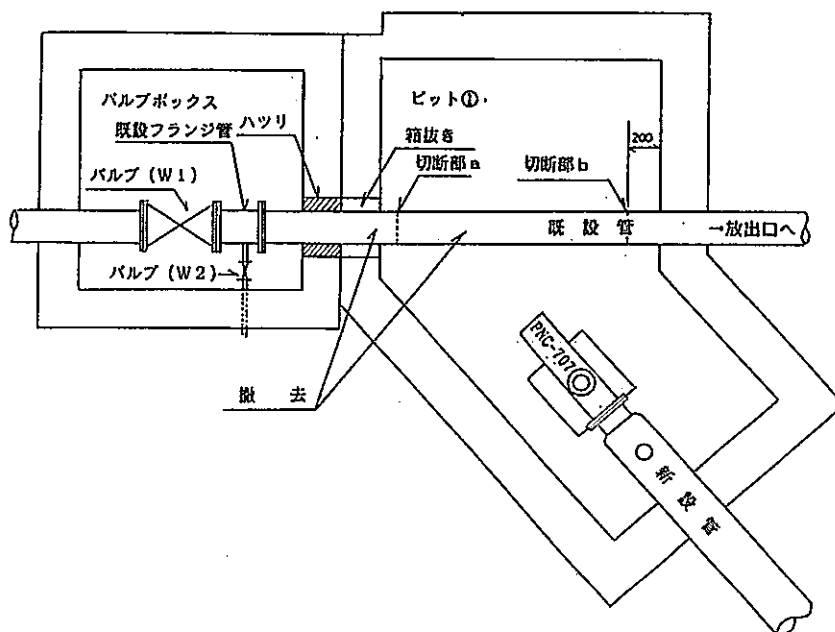 バルブボックス
既設フランジ管
ハツリ
バルブ(W1)
バルブ(W2)
ピット①
箱抜き
切断部a
切断部b
200
既設管
→放出口へ
撤去
PNC-707
新設管